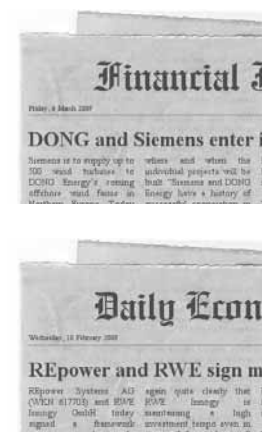 Financial
Friday, 6 March 2009
DONG and Siemens enter
Siemens is to supply up to
500 wind turbines to
DONG Energy's coming
offshore wind farms in
Northern Europe. Today
where and when the
individual projects will be
built. "Siemens and DONG
Energy have a history of
Daily Econ
Wednesday, 18 February 2009
REpower and RWE sign m
REpower Systems AG
(WKN 617703) and RWE
Innogy GmbH today
signed a framework
again quite clearly that
RWE Innogy is
maintaining a high
investment tempo even in